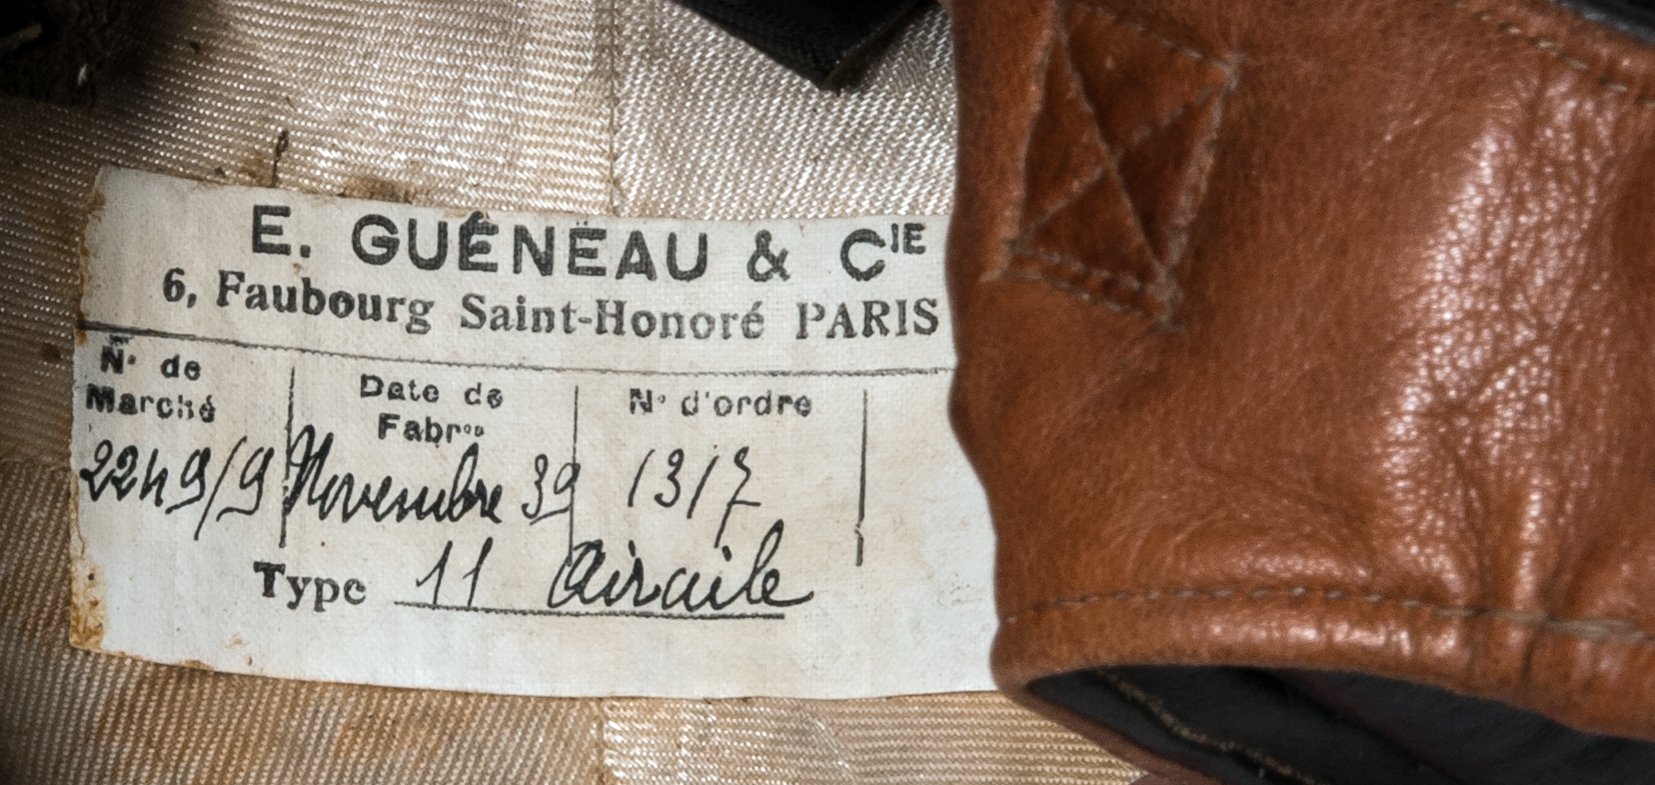 E. GUÉNEAU & CIE
6, Faubourg Saint-Honoré PARIS
N° de Marché
Date de Fabron
N° d'ordre
2249/9 Novembre 39 1317
Type 11 Airaile